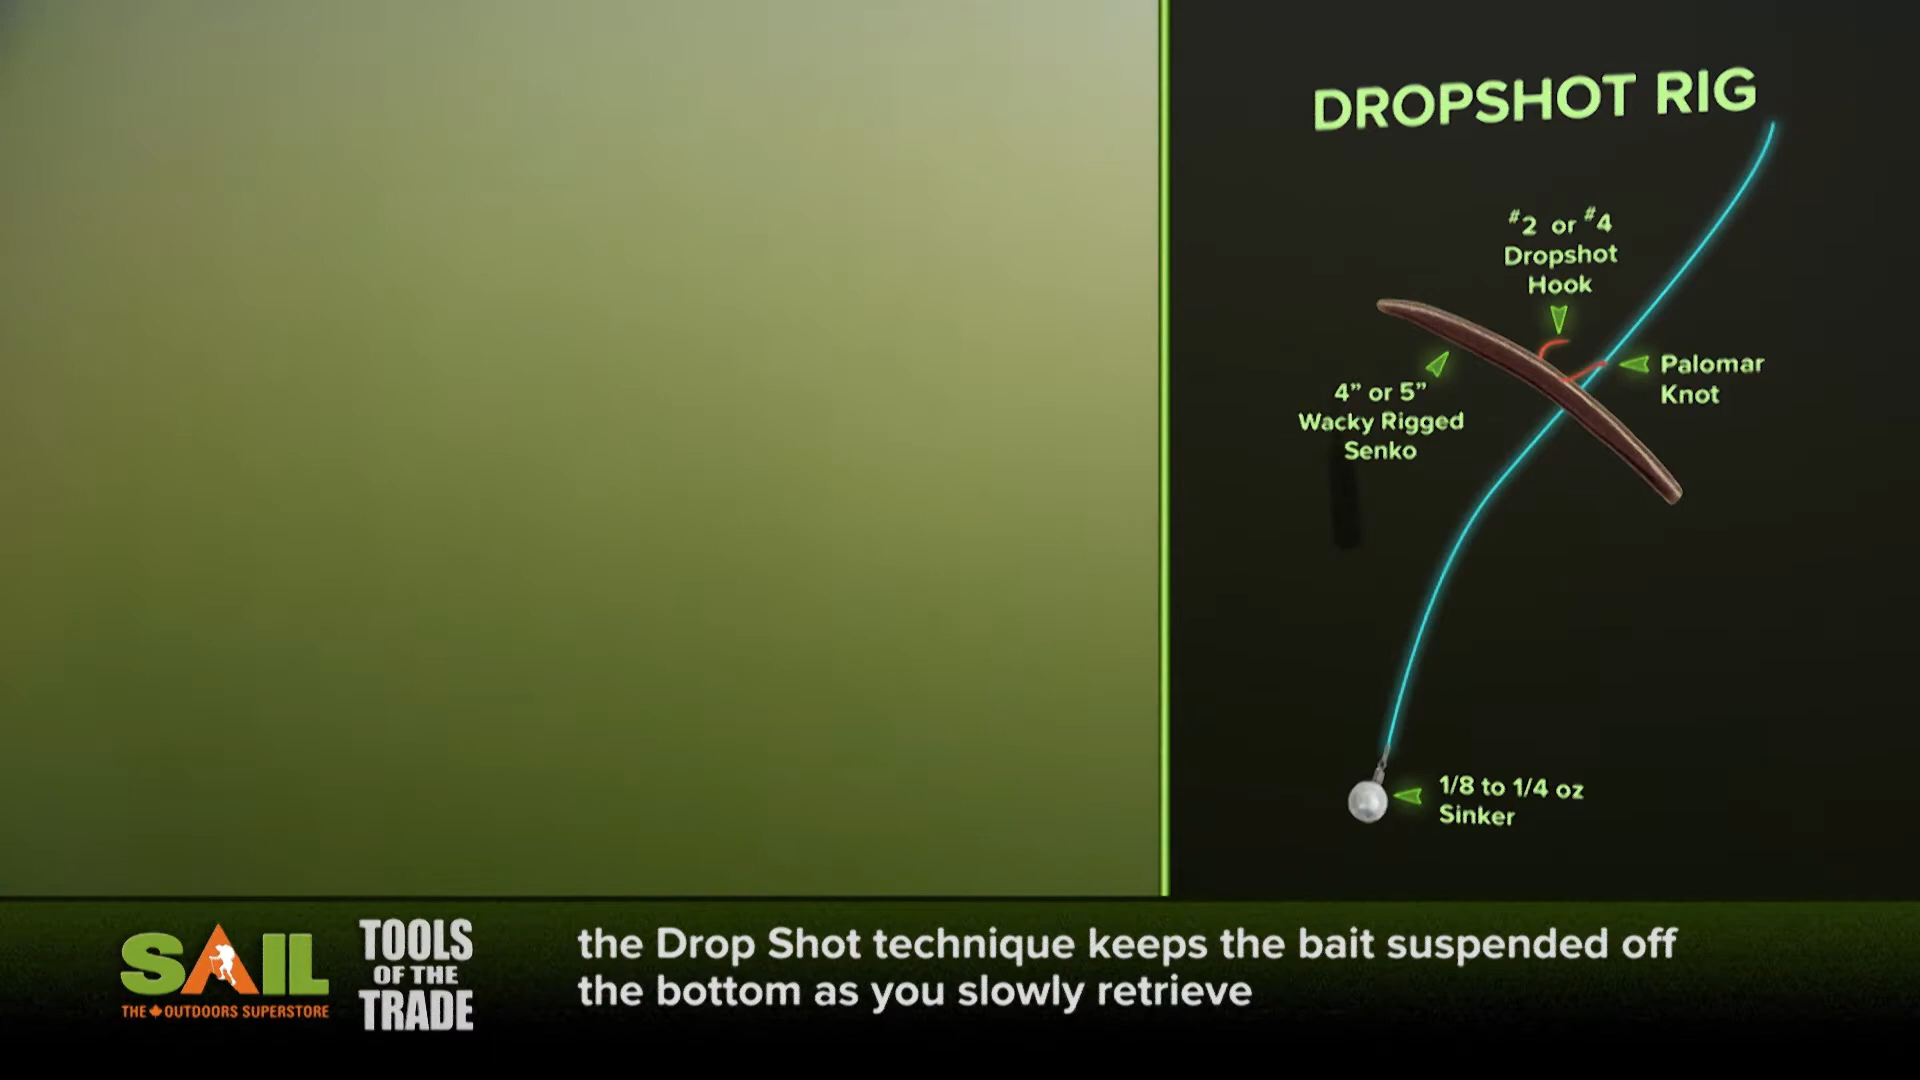 DROPSHOT RIG
#2 or #4
Dropshot
Hook
Palomar
Knot
4” or 5”
Wacky Rigged
Senko
1/8 to 1/4 oz
Sinker
SAIL
THE OUTDOORS SUPERSTORE
TOOLS
OF THE
TRADE
the Drop Shot technique keeps the bait suspended off
the bottom as you slowly retrieve